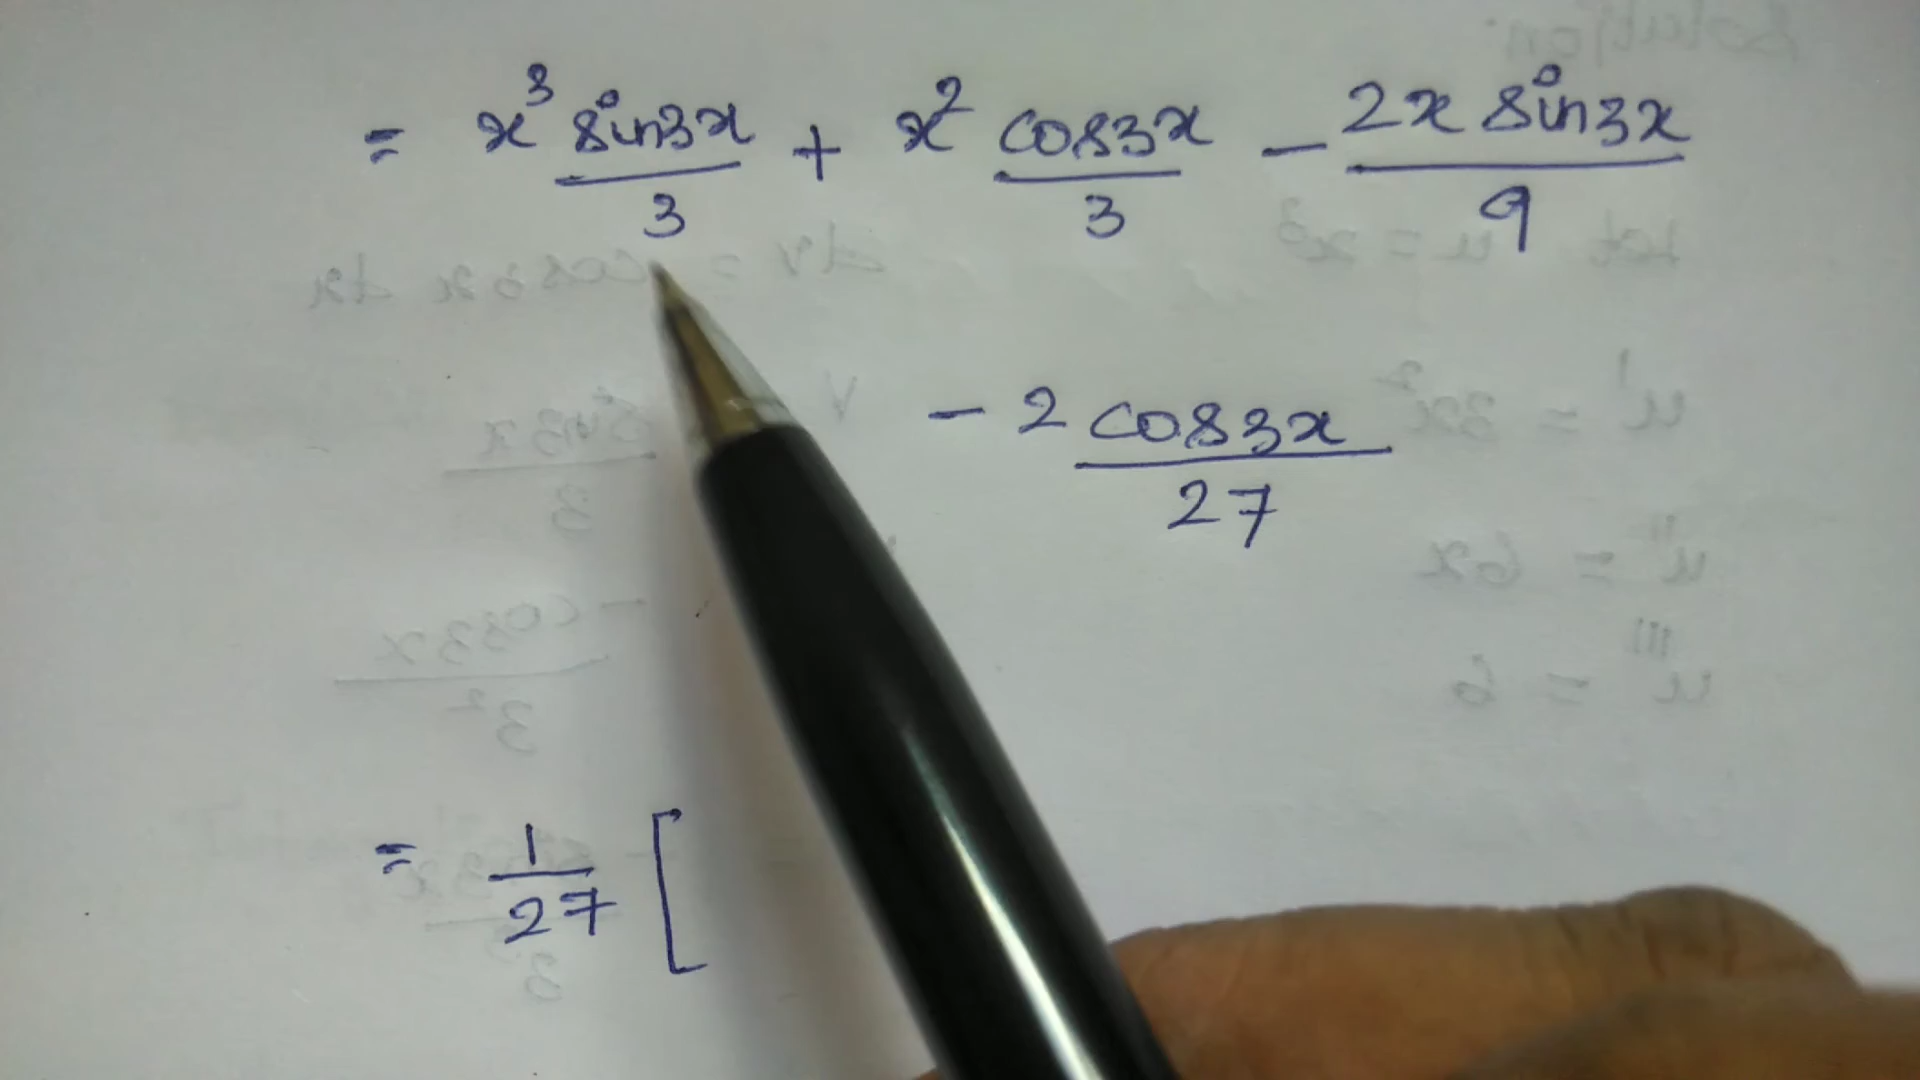 = x³ sin3x/3 + x² cos3x/3 - 2x sin3x/9
- 2 cos3x/27
= 1/27 [